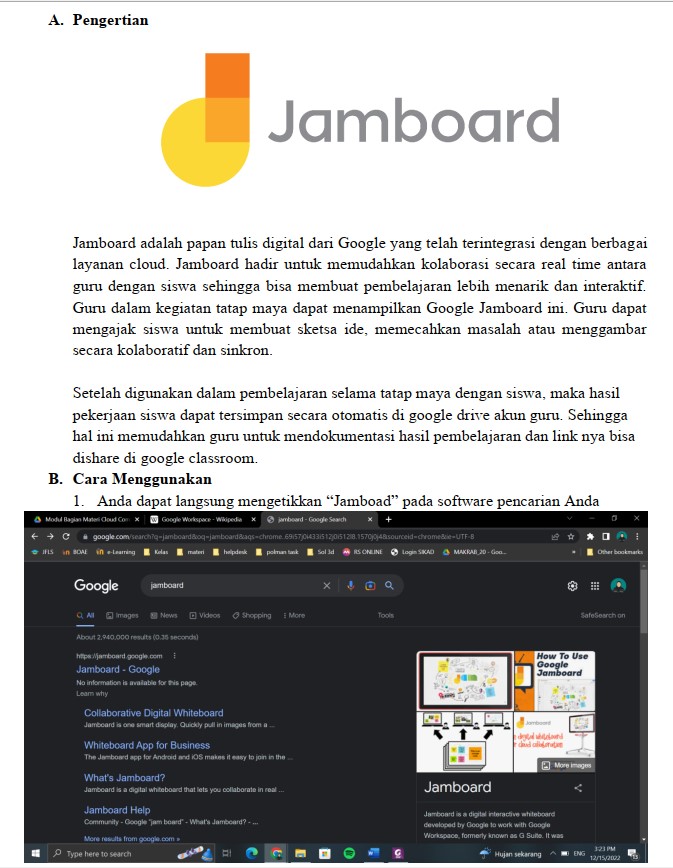 A. Pengertian
Jamboard
Jamboard adalah papan tulis digital dari Google yang telah terintegrasi dengan berbagai
layanan cloud. Jamboard hadir untuk memudahkan kolaborasi secara real time antara
guru dengan siswa sehingga bisa membuat pembelajaran lebih menarik dan interaktif.
Guru dalam kegiatan tatap maya dapat menampilkan Google Jamboard ini. Guru dapat
mengajak siswa untuk membuat sketsa ide, memecahkan masalah atau menggambar
secara kolaboratif dan sinkron.
Setelah digunakan dalam pembelajaran selama tatap maya dengan siswa, maka hasil
pekerjaan siswa dapat tersimpan secara otomatis di google drive akun guru. Sehingga
hal ini memudahkan guru untuk mendokumentasi hasil pembelajaran dan link nya bisa
dishare di google classroom.
B. Cara Menggunakan
1. Anda dapat langsung mengetikkan “Jamboad” pada software pencarian Anda
Modul Bagian Materi Cloud Com Google Workspace - Wikipedia jamboard - Google Search
JFLS BOAE e-Learning Kelas materi helpdesk polman task Sol 3d RS ONLINE Login SIKAD MAKRAB_20 - Goo... Other bookmarks
Google jamboard
All Images News Videos Shopping More Tools SafeSearch on
About 2,940,000 results (0.35 seconds)
https://jamboard.google.com
Jamboard - Google
No information is available for this page.
Learn why
Collaborative Digital Whiteboard
Jamboard is one smart display. Quickly pull in images from a ...
Whiteboard App for Business
The Jamboard app for Android and iOS makes it easy to join in the ...
What's Jamboard?
Jamboard is a digital whiteboard that lets you collaborate in real ...
Jamboard Help
Community - Google "jam board" - What's Jamboard? - ...
More results from google.com »
How To Use
Google
Jamboard
Jamboard
More images
Jamboard
Jamboard is a digital interactive whiteboard
developed by Google to work with Google
Workspace, formerly known as G Suite. It was
Type here to search
Hujan sekarang ENG 3:23 PM
12/15/2022